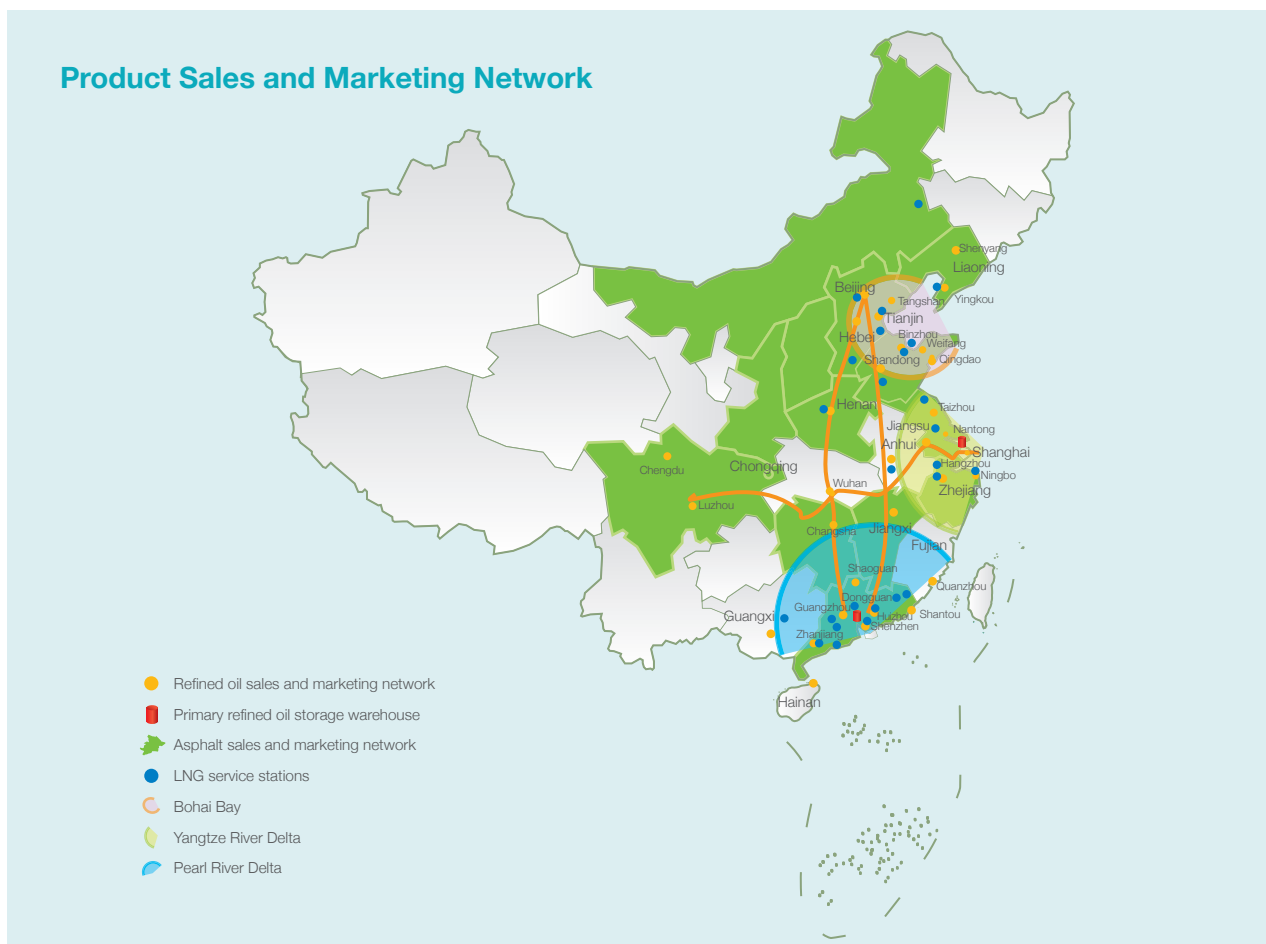 Product Sales and Marketing Network
Shenyang
Liaoning
Beijing
Tangshan
Yingkou
Tianjin
Hebei
Binzhou
Weifang
Shandong
Qingdao
Henan
Taizhou
Jiangsu
Nantong
Anhui
Shanghai
Chengdu
Chongqing
Hangzhou
Ningbo
Wuhan
Zhejiang
Luzhou
Changsha
Jiangxi
Fujian
Shaoguan
Quanzhou
Dongguan
Guangzhou
Guangxi
Huizhou
Shantou
Shenzhen
Zhanjiang
Hainan
Refined oil sales and marketing network
Primary refined oil storage warehouse
Asphalt sales and marketing network
LNG service stations
Bohai Bay
Yangtze River Delta
Pearl River Delta